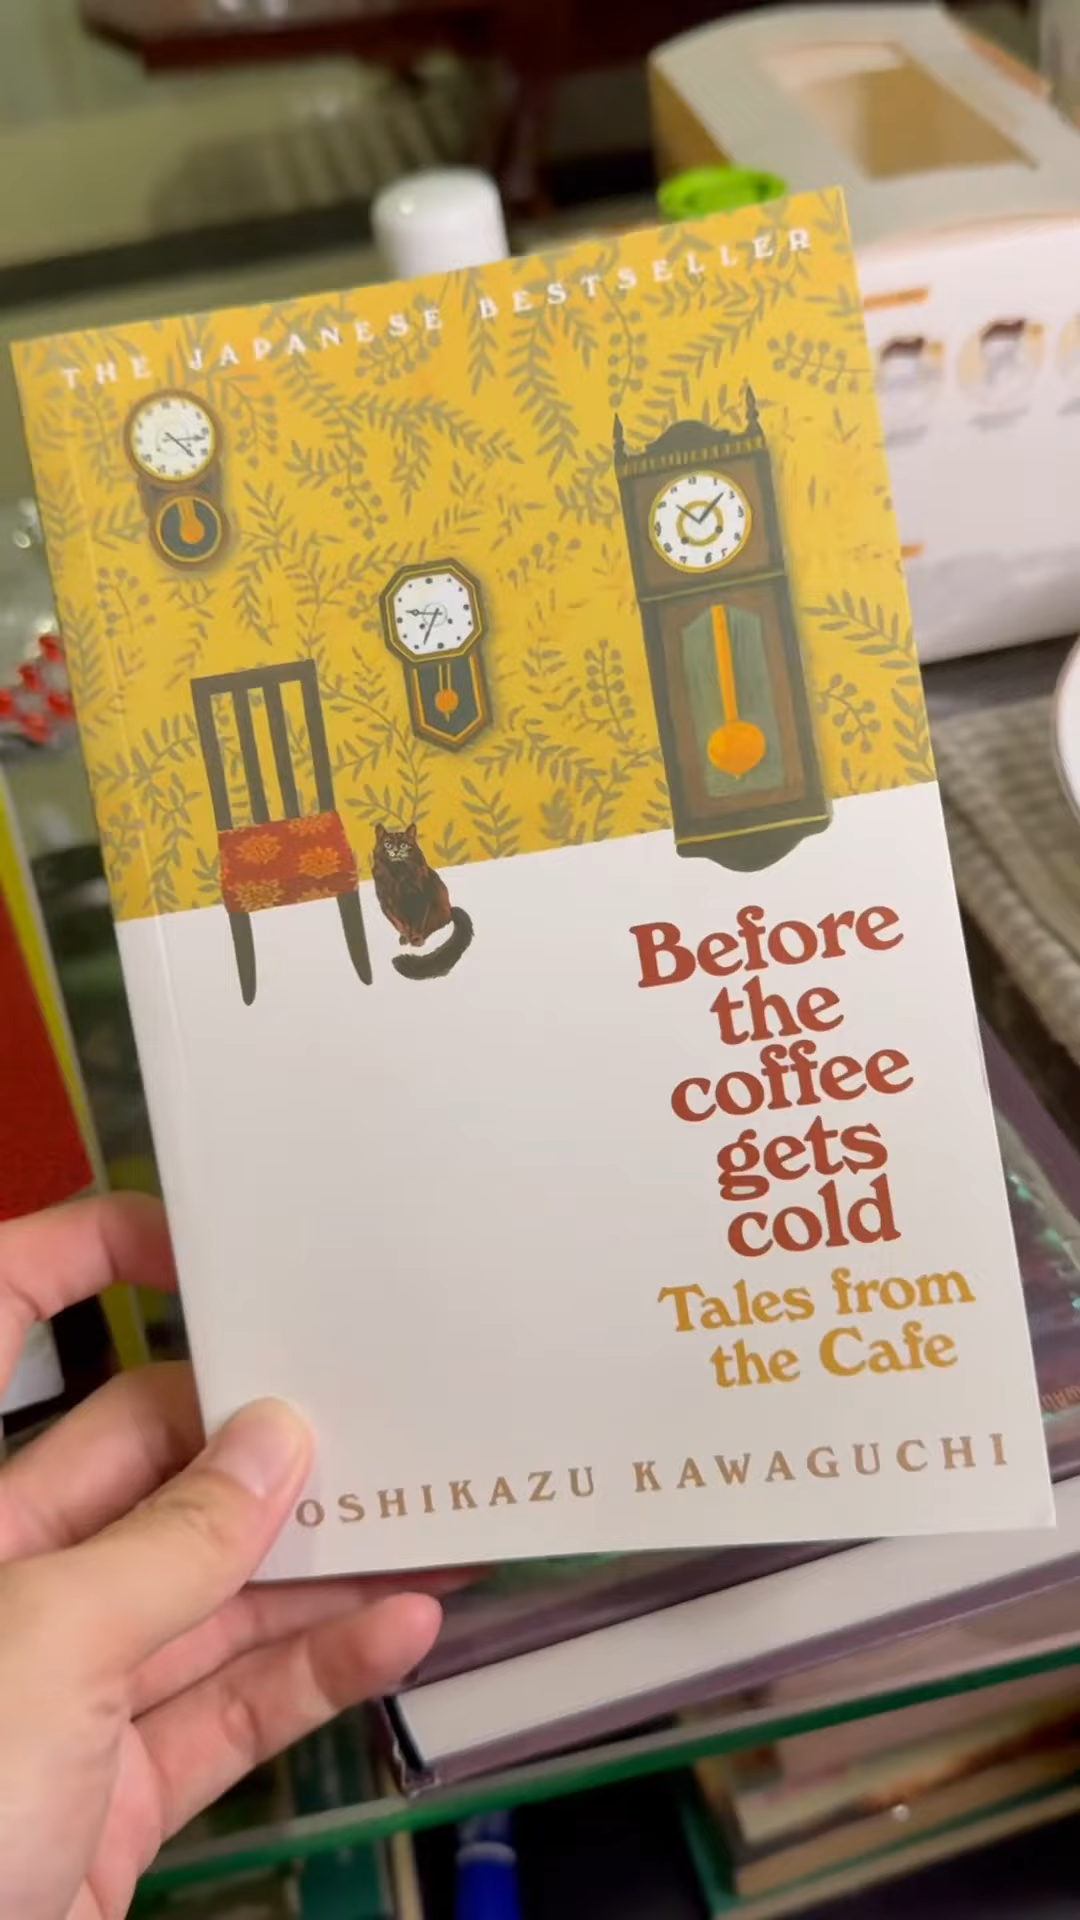 THE JAPANESE BESTSELLER
Before
the
coffee
gets
cold
Tales from
the Cafe
OSHIKAZU KAWAGUCHI